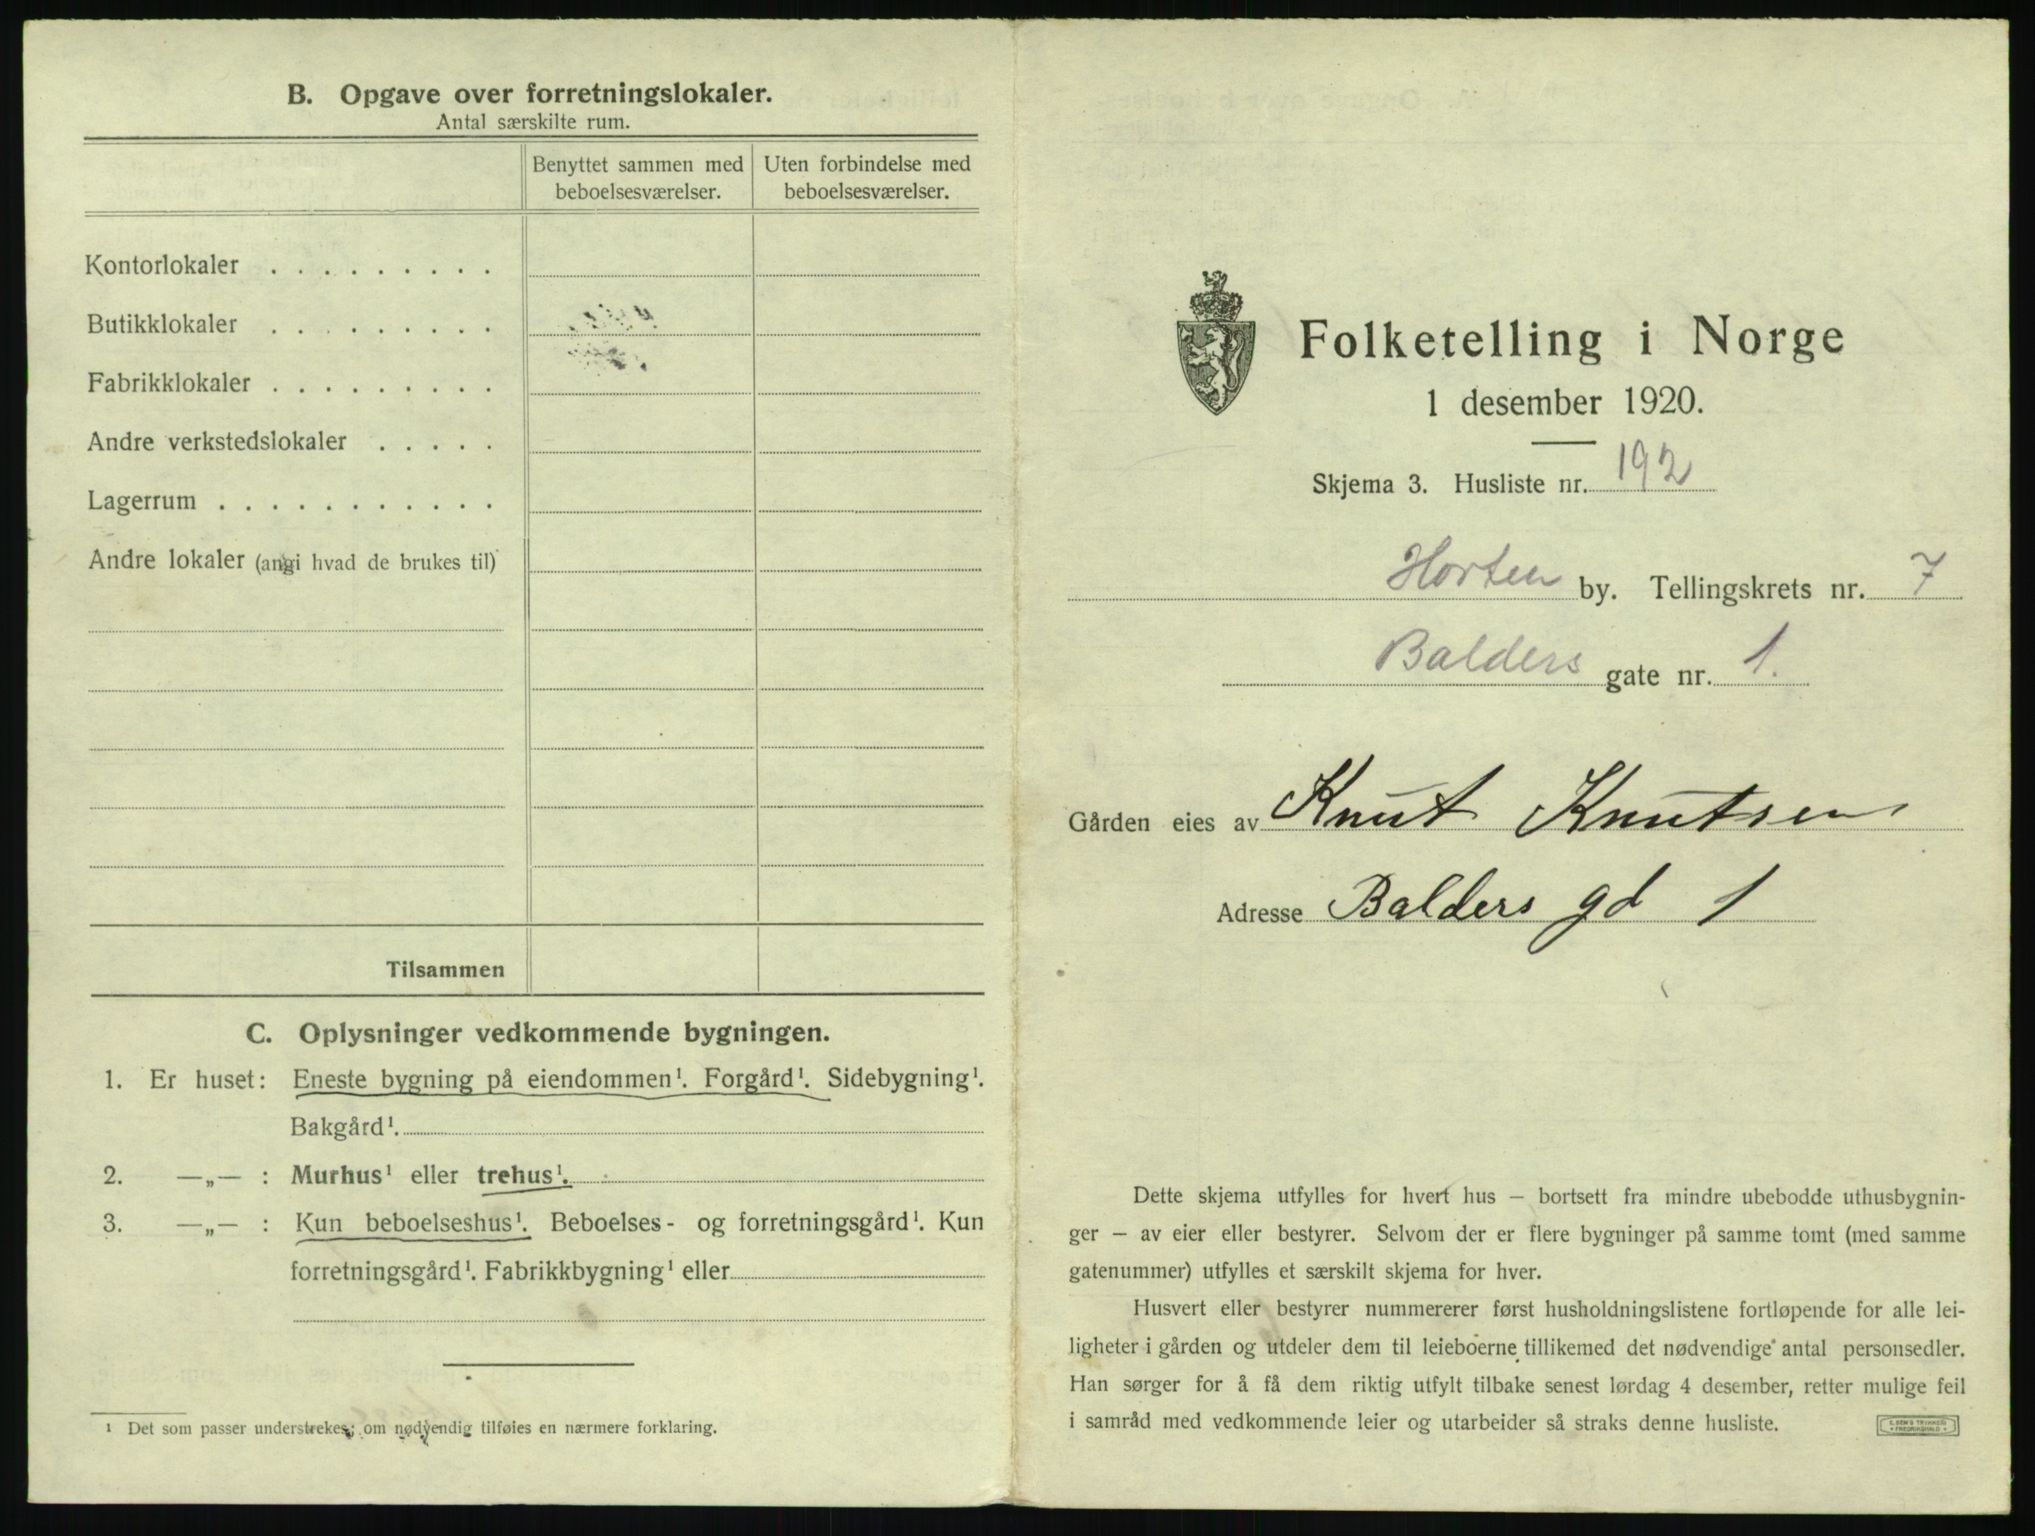 B. Opgave over forretningslokaler.
Antal særskilte rum.
Benyttet sammen med beboelsesværelser.
Uten forbindelse med beboelsesværelser.
Kontorlokaler . . . . . . . . .
Butikklokaler . . . . . . . . .
Fabrikklokaler . . . . . . . . .
Andre verkstedslokaler . . . . .
Lagerrum . . . . . . . . . . .
Andre lokaler (angi hvad de brukes til)
Tilsammen
C. Oplysninger vedkommende bygningen.
1. Er huset: Eneste bygning på eiendommen¹. Forgård¹. Sidebygning¹.
Bakgård¹.
2. —„— : Murhus¹ eller trehus¹.
3. —„— : Kun beboelseshus¹. Beboelses- og forretningsgård¹. Kun
forretningsgård¹. Fabrikkbygning¹ eller
¹ Det som passer understrekes; om nødvendig tilføies en nærmere forklaring.
Folketelling i Norge
1 desember 1920.
Skjema 3. Husliste nr. 192
Horten by. Tellingskrets nr. 7
Balders gate nr. 1.
Gården eies av Knut Knutsen
Adresse Balders gd 1
Dette skjema utfylles for hvert hus – bortsett fra mindre ubebodde uthusbygnin-
ger – av eier eller bestyrer. Selvom der er flere bygninger på samme tomt (med samme
gatenummer) utfylles et særskilt skjema for hver.
Husvert eller bestyrer nummererer først husholdningslistene fortløpende for alle lei-
ligheter i gården og utdeler dem til leieboerne tillikemed det nødvendige antal personsedler.
Han sørger for å få dem riktig utfylt tilbake senest lørdag 4 desember, retter mulige feil
i samråd med vedkommende leier og utarbeider så straks denne husliste.